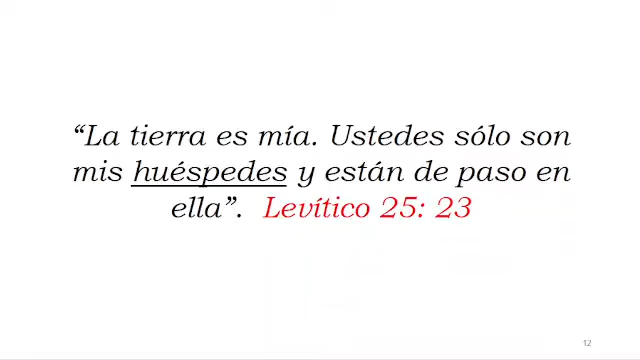 “La tierra es mía. Ustedes sólo son
mis huéspedes y están de paso en
ella”. Levítico 25: 23
12